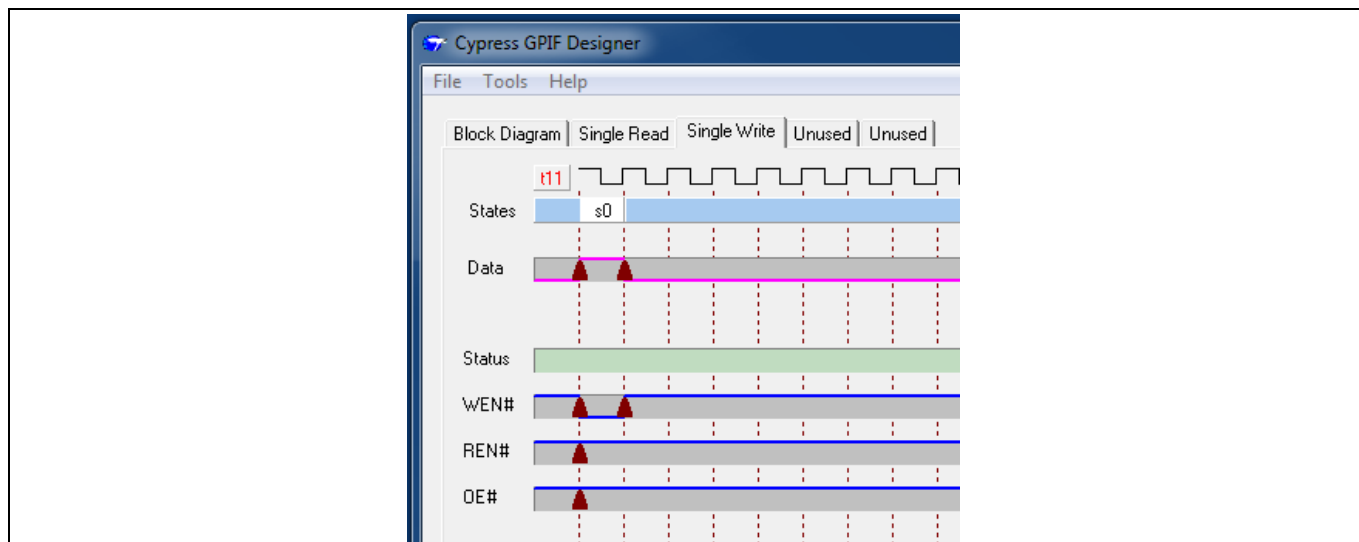 Cypress GPIF Designer
File Tools Help
Block Diagram Single Read Single Write Unused Unused
t11
States s0
Data
Status
WEN#
REN#
OE#